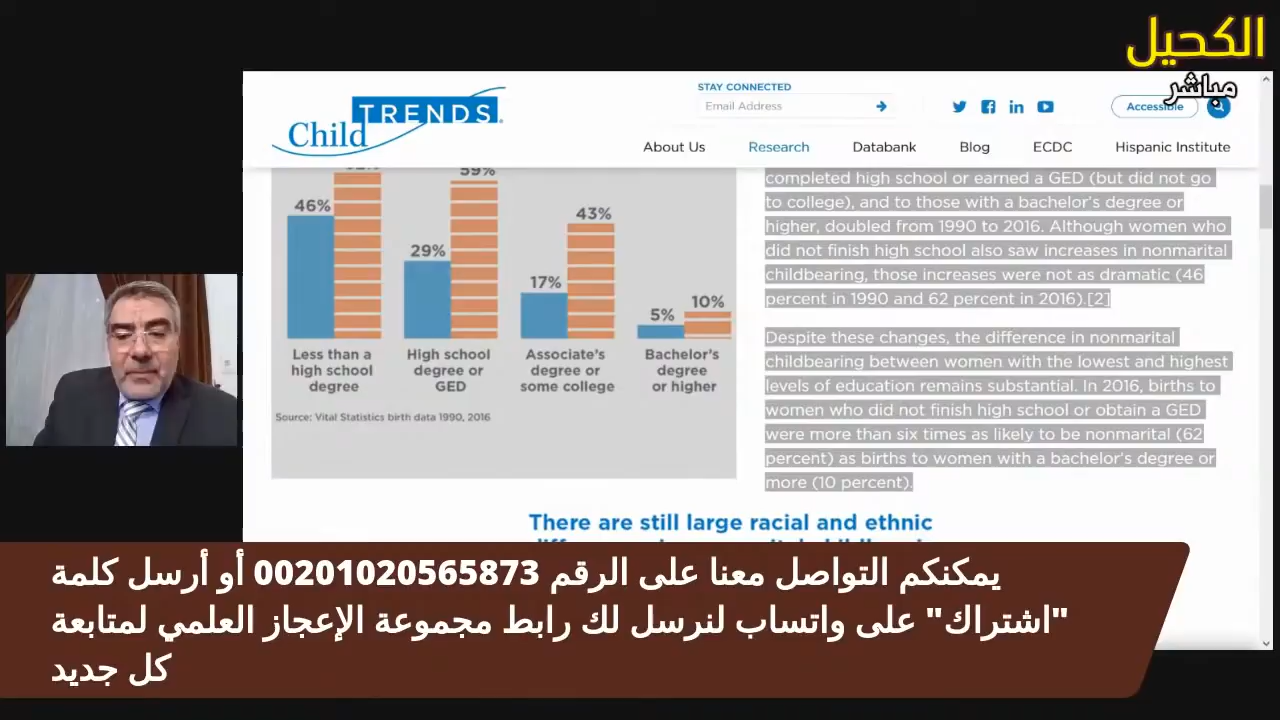 الكحيل
مباشر
STAY CONNECTED
Email Address
Child TRENDS
Accessible
About Us
Research
Databank
Blog
ECDC
Hispanic Institute
59%
46%
43%
29%
17%
10%
5%
Less than a
high school
degree
High school
degree or
GED
Associate's
degree or
some college
Bachelor's
degree
or higher
Source: Vital Statistics birth data 1990, 2016
completed high school or earned a GED (but did not go
to college), and to those with a bachelor's degree or
higher, doubled from 1990 to 2016. Although women who
did not finish high school also saw increases in nonmarital
childbearing, those increases were not as dramatic (46
percent in 1990 and 62 percent in 2016).[2]
Despite these changes, the difference in nonmarital
childbearing between women with the lowest and highest
levels of education remains substantial. In 2016, births to
women who did not finish high school or obtain a GED
were more than six times as likely to be nonmarital (62
percent) as births to women with a bachelor's degree or
more (10 percent).
There are still large racial and ethnic
يمكنكم التواصل معنا على الرقم 00201020565873 أو أرسل كلمة
"اشتراك" على واتساب لنرسل لك رابط مجموعة الإعجاز العلمي لمتابعة
كل جديد